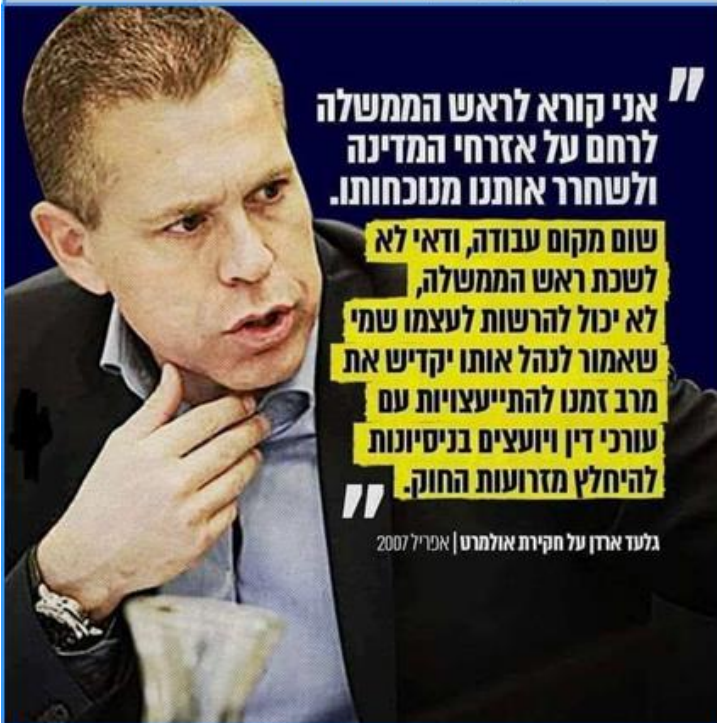 "אני קורא לראש הממשלה
לרחם על אזרחי המדינה
ולשחרר אותנו מנוכחותו.
שום מקום עבודה, ודאי לא
לשכת ראש הממשלה,
לא יכול להרשות לעצמו שמי
שאמור לנהל אותו יקדיש את
מרב זמנו להתייעצויות עם
עורכי דין ויועצים בניסיונות
להיחלץ מזרועות החוק."
גלעד ארדן על חקירת אולמרט | אפריל 2007